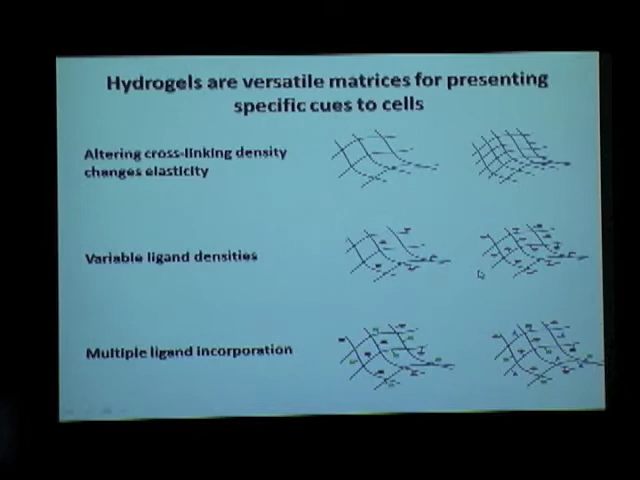 Hydrogels are versatile matrices for presenting
specific cues to cells
Altering cross-linking density
changes elasticity
Variable ligand densities
Multiple ligand incorporation